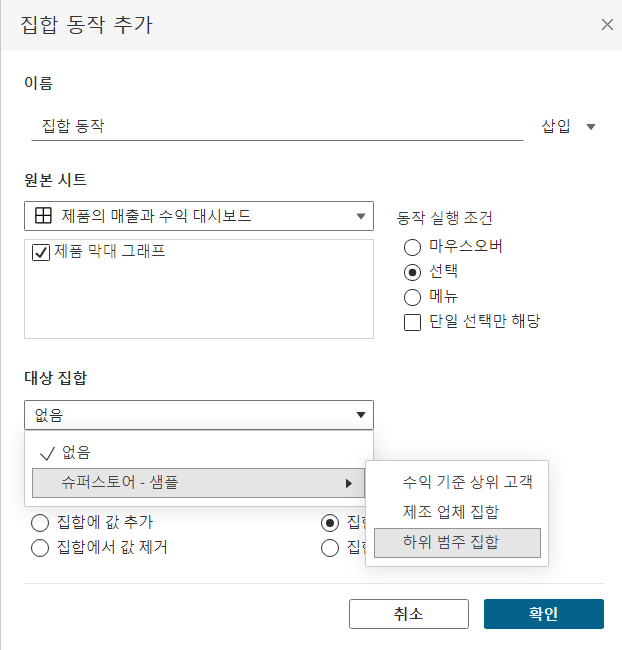 집합 동작 추가
이름
집합 동작
삽입
원본 시트
제품의 매출과 수익 대시보드
제품 막대 그래프
동작 실행 조건
마우스오버
선택
메뉴
단일 선택만 해당
대상 집합
없음
없음
슈퍼스토어 - 샘플
수익 기준 상위 고객
제조 업체 집합
하위 범주 집합
집합에 값 추가
집합에서 값 제거
취소
확인